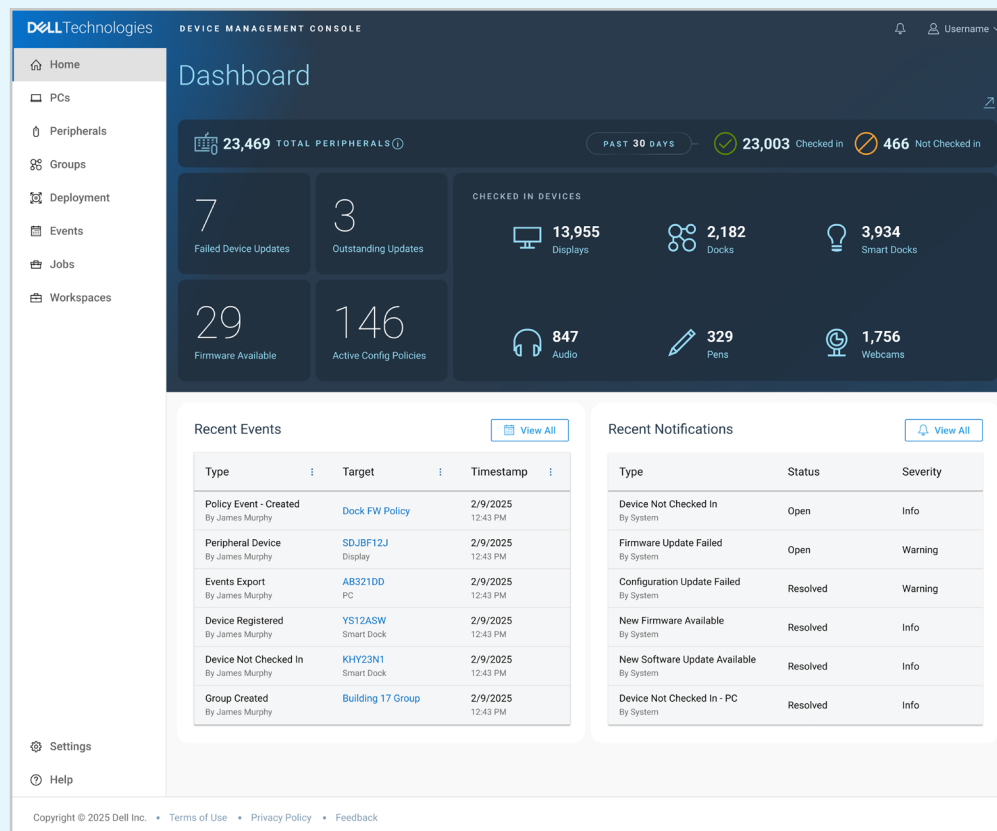 DELLTechnologies DEVICE MANAGEMENT CONSOLE Username
Home
PCs
Peripherals
Groups
Deployment
Events
Jobs
Workspaces
Settings
Help
Dashboard
23,469 TOTAL PERIPHERALS PAST 30 DAYS 23,003 Checked in 466 Not Checked in
7
Failed Device Updates
3
Outstanding Updates
29
Firmware Available
146
Active Config Policies
CHECKED IN DEVICES
13,955
Displays
2,182
Docks
3,934
Smart Docks
847
Audio
329
Pens
1,756
Webcams
Recent Events View All
Type Target Timestamp
Policy Event - Created Dock FW Policy 2/9/2025
By James Murphy 12:43 PM
Peripheral Device SDJBF12J 2/9/2025
By James Murphy Display 12:43 PM
Events Export AB321DD 2/9/2025
By James Murphy PC 12:43 PM
Device Registered YS12ASW 2/9/2025
By James Murphy Smart Dock 12:43 PM
Device Not Checked In KHY23N1 2/9/2025
By James Murphy Smart Dock 12:43 PM
Group Created Building 17 Group 2/9/2025
By James Murphy 12:43 PM
Recent Notifications View All
Type Status Severity
Device Not Checked In Open Info
By System
Firmware Update Failed Open Warning
By System
Configuration Update Failed Resolved Warning
By System
New Firmware Available Resolved Info
By System
New Software Update Available Resolved Info
By System
Device Not Checked In - PC Resolved Info
By System
Copyright © 2025 Dell Inc. • Terms of Use • Privacy Policy • Feedback